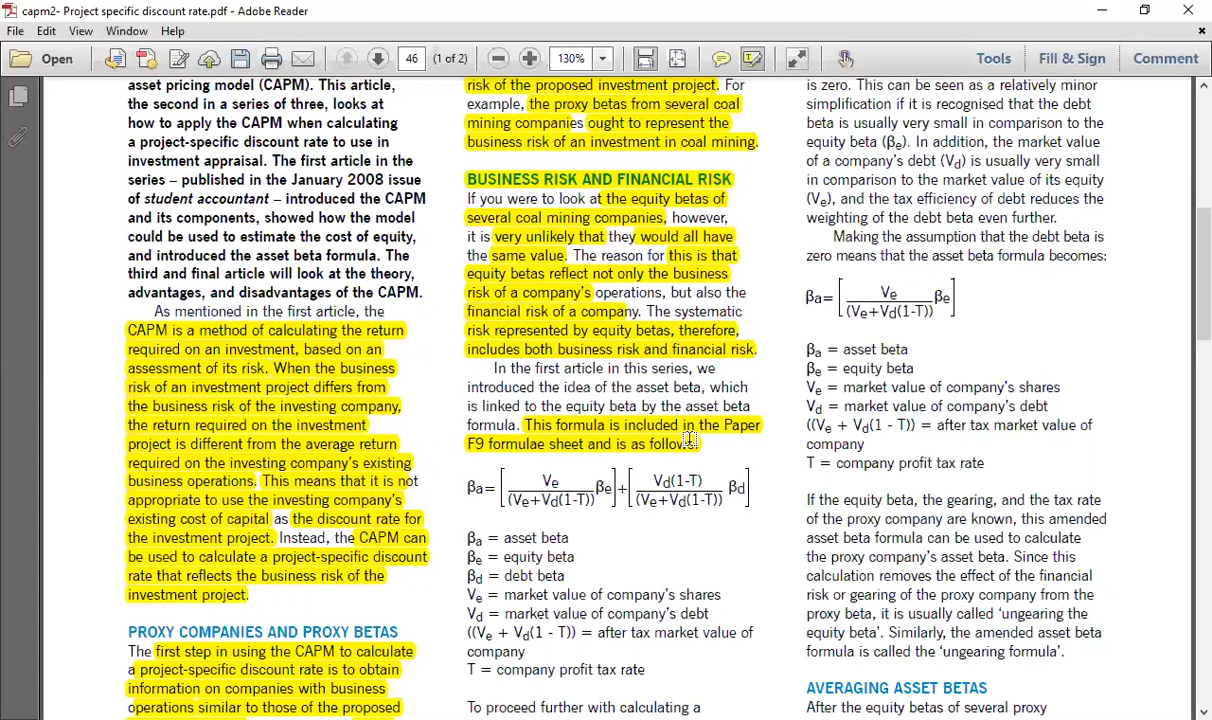 capm2- Project specific discount rate.pdf - Adobe Reader
File Edit View Window Help
Open
46 (1 of 2)
130%
Tools
Fill & Sign
Comment
asset pricing model (CAPM). This article,
the second in a series of three, looks at
how to apply the CAPM when calculating
a project-specific discount rate to use in
investment appraisal. The first article in the
series – published in the January 2008 issue
of student accountant – introduced the CAPM
and its components, showed how the model
could be used to estimate the cost of equity,
and introduced the asset beta formula. The
third and final article will look at the theory,
advantages, and disadvantages of the CAPM.
As mentioned in the first article, the
CAPM is a method of calculating the return
required on an investment, based on an
assessment of its risk. When the business
risk of an investment project differs from
the business risk of the investing company,
the return required on the investment
project is different from the average return
required on the investing company's existing
business operations. This means that it is not
appropriate to use the investing company's
existing cost of capital as the discount rate for
the investment project. Instead, the CAPM can
be used to calculate a project-specific discount
rate that reflects the business risk of the
investment project.
PROXY COMPANIES AND PROXY BETAS
The first step in using the CAPM to calculate
a project-specific discount rate is to obtain
information on companies with business
operations similar to those of the proposed
risk of the proposed investment project. For
example, the proxy betas from several coal
mining companies ought to represent the
business risk of an investment in coal mining.
BUSINESS RISK AND FINANCIAL RISK
If you were to look at the equity betas of
several coal mining companies, however,
it is very unlikely that they would all have
the same value. The reason for this is that
equity betas reflect not only the business
risk of a company's operations, but also the
financial risk of a company. The systematic
risk represented by equity betas, therefore,
includes both business risk and financial risk.
In the first article in this series, we
introduced the idea of the asset beta, which
is linked to the equity beta by the asset beta
formula. This formula is included in the Paper
F9 formulae sheet and is as follows:
βa= [ Ve / (Ve+Vd(1-T)) βe ] + [ Vd(1-T) / (Ve+Vd(1-T)) βd ]
βa = asset beta
βe = equity beta
βd = debt beta
Ve = market value of company's shares
Vd = market value of company's debt
((Ve + Vd(1 - T)) = after tax market value of
company
T = company profit tax rate
To proceed further with calculating a
is zero. This can be seen as a relatively minor
simplification if it is recognised that the debt
beta is usually very small in comparison to the
equity beta (βe). In addition, the market value
of a company's debt (Vd) is usually very small
in comparison to the market value of its equity
(Ve), and the tax efficiency of debt reduces the
weighting of the debt beta even further.
Making the assumption that the debt beta is
zero means that the asset beta formula becomes:
βa= [ Ve / (Ve+Vd(1-T)) βe ]
βa = asset beta
βe = equity beta
Ve = market value of company's shares
Vd = market value of company's debt
((Ve + Vd(1 - T)) = after tax market value of
company
T = company profit tax rate
If the equity beta, the gearing, and the tax rate
of the proxy company are known, this amended
asset beta formula can be used to calculate
the proxy company's asset beta. Since this
calculation removes the effect of the financial
risk or gearing of the proxy company from the
proxy beta, it is usually called 'ungearing the
equity beta'. Similarly, the amended asset beta
formula is called the 'ungearing formula'.
AVERAGING ASSET BETAS
After the equity betas of several proxy